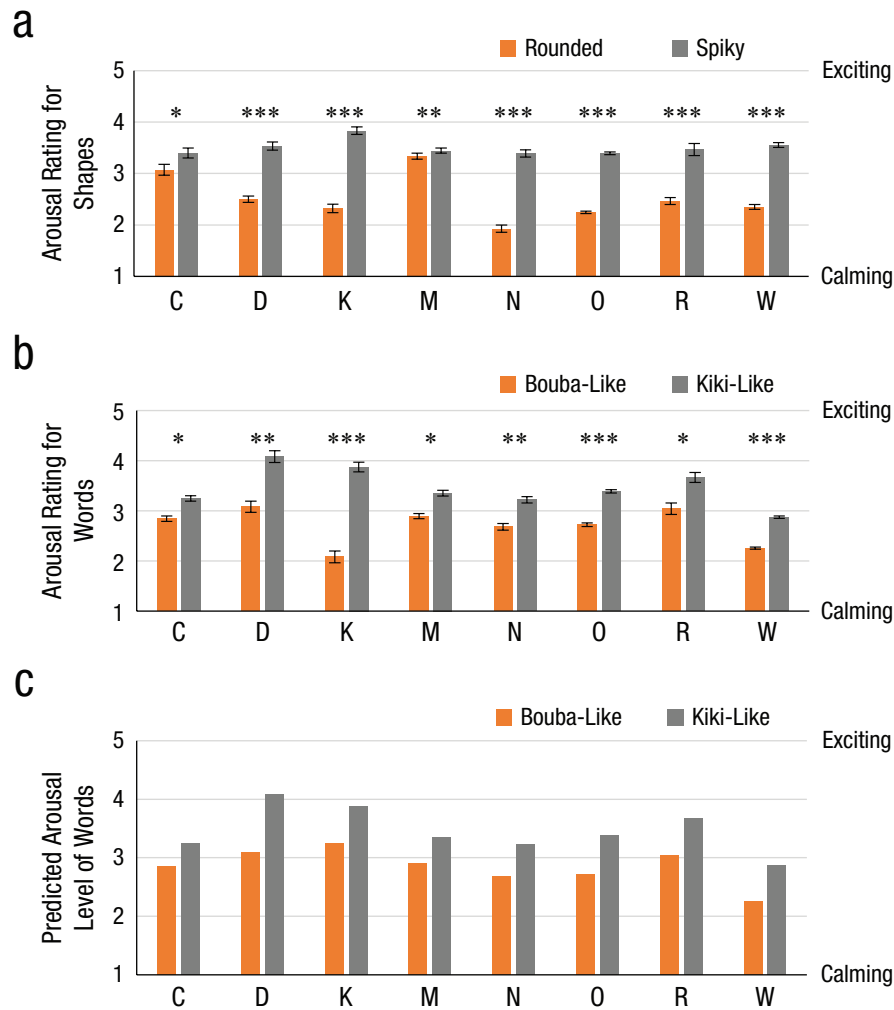 a
Rounded Spiky
Arousal Rating for
Shapes
5 Exciting
* *** *** ** *** *** *** ***
4
3
2
1 Calming
C D K M N O R W
b
Bouba-Like Kiki-Like
Arousal Rating for
Words
5 Exciting
* ** *** * ** *** * ***
4
3
2
1 Calming
C D K M N O R W
c
Bouba-Like Kiki-Like
Predicted Arousal
Level of Words
5 Exciting
4
3
2
1 Calming
C D K M N O R W